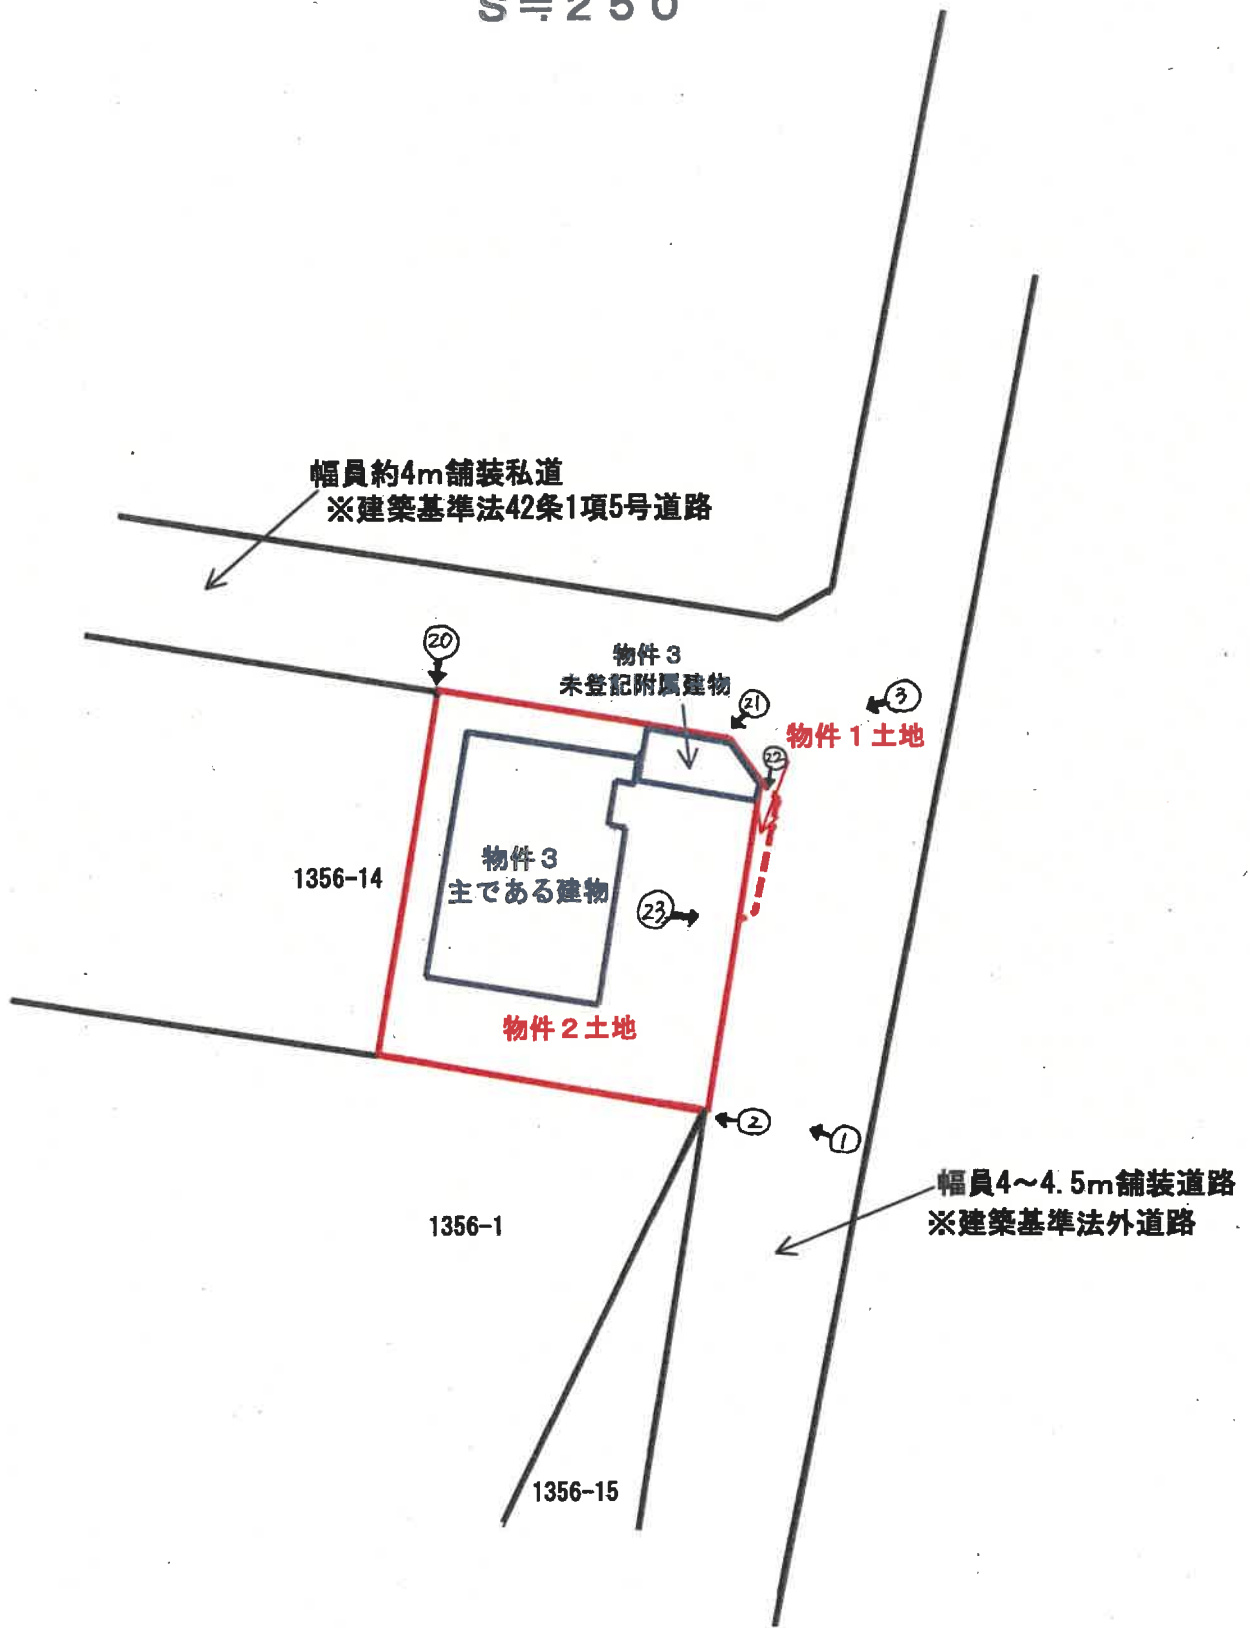 S≒250
幅員約4m舗装私道
※建築基準法42条1項5号道路
⑳
物件3
未登記附属建物
㉑
③
物件1土地
㉒
1356-14
物件3
主である建物
㉓
物件2土地
②
①
幅員4~4.5m舗装道路
※建築基準法外道路
1356-1
1356-15